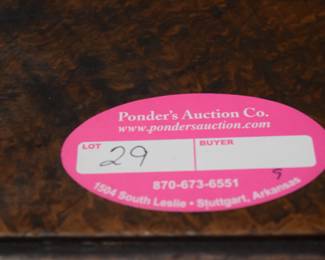 Ponder's Auction Co.
www.pondersauction.com
LOT 29 BUYER
870-673-6551
1504 South Leslie • Stuttgart, Arkansas